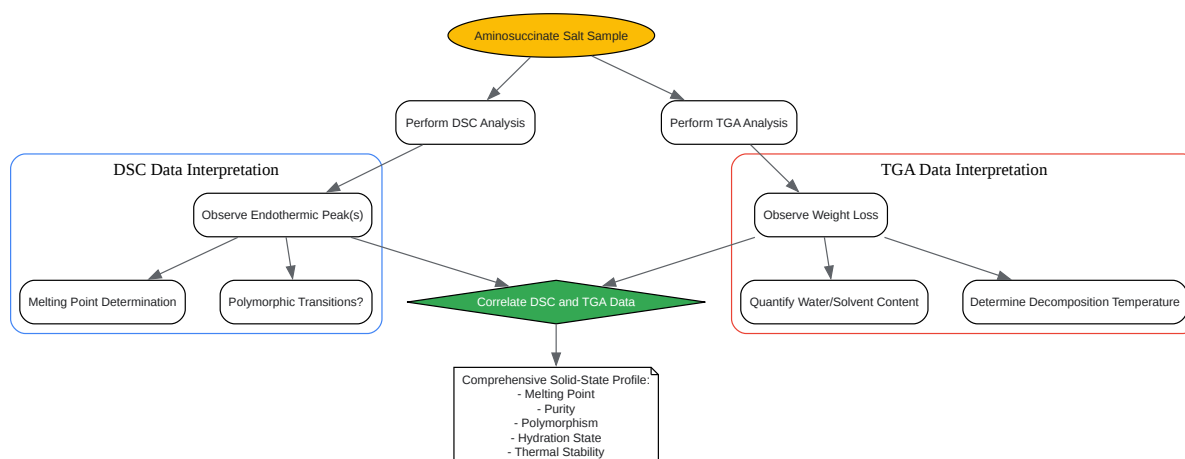 Aminosuccinate Salt Sample
Perform DSC Analysis
Perform TGA Analysis
DSC Data Interpretation
TGA Data Interpretation
Observe Endothermic Peak(s)
Observe Weight Loss
Melting Point Determination
Polymorphic Transitions?
Correlate DSC and TGA Data
Quantify Water/Solvent Content
Determine Decomposition Temperature
Comprehensive Solid-State Profile:
- Melting Point
- Purity
- Polymorphism
- Hydration State
- Thermal Stability